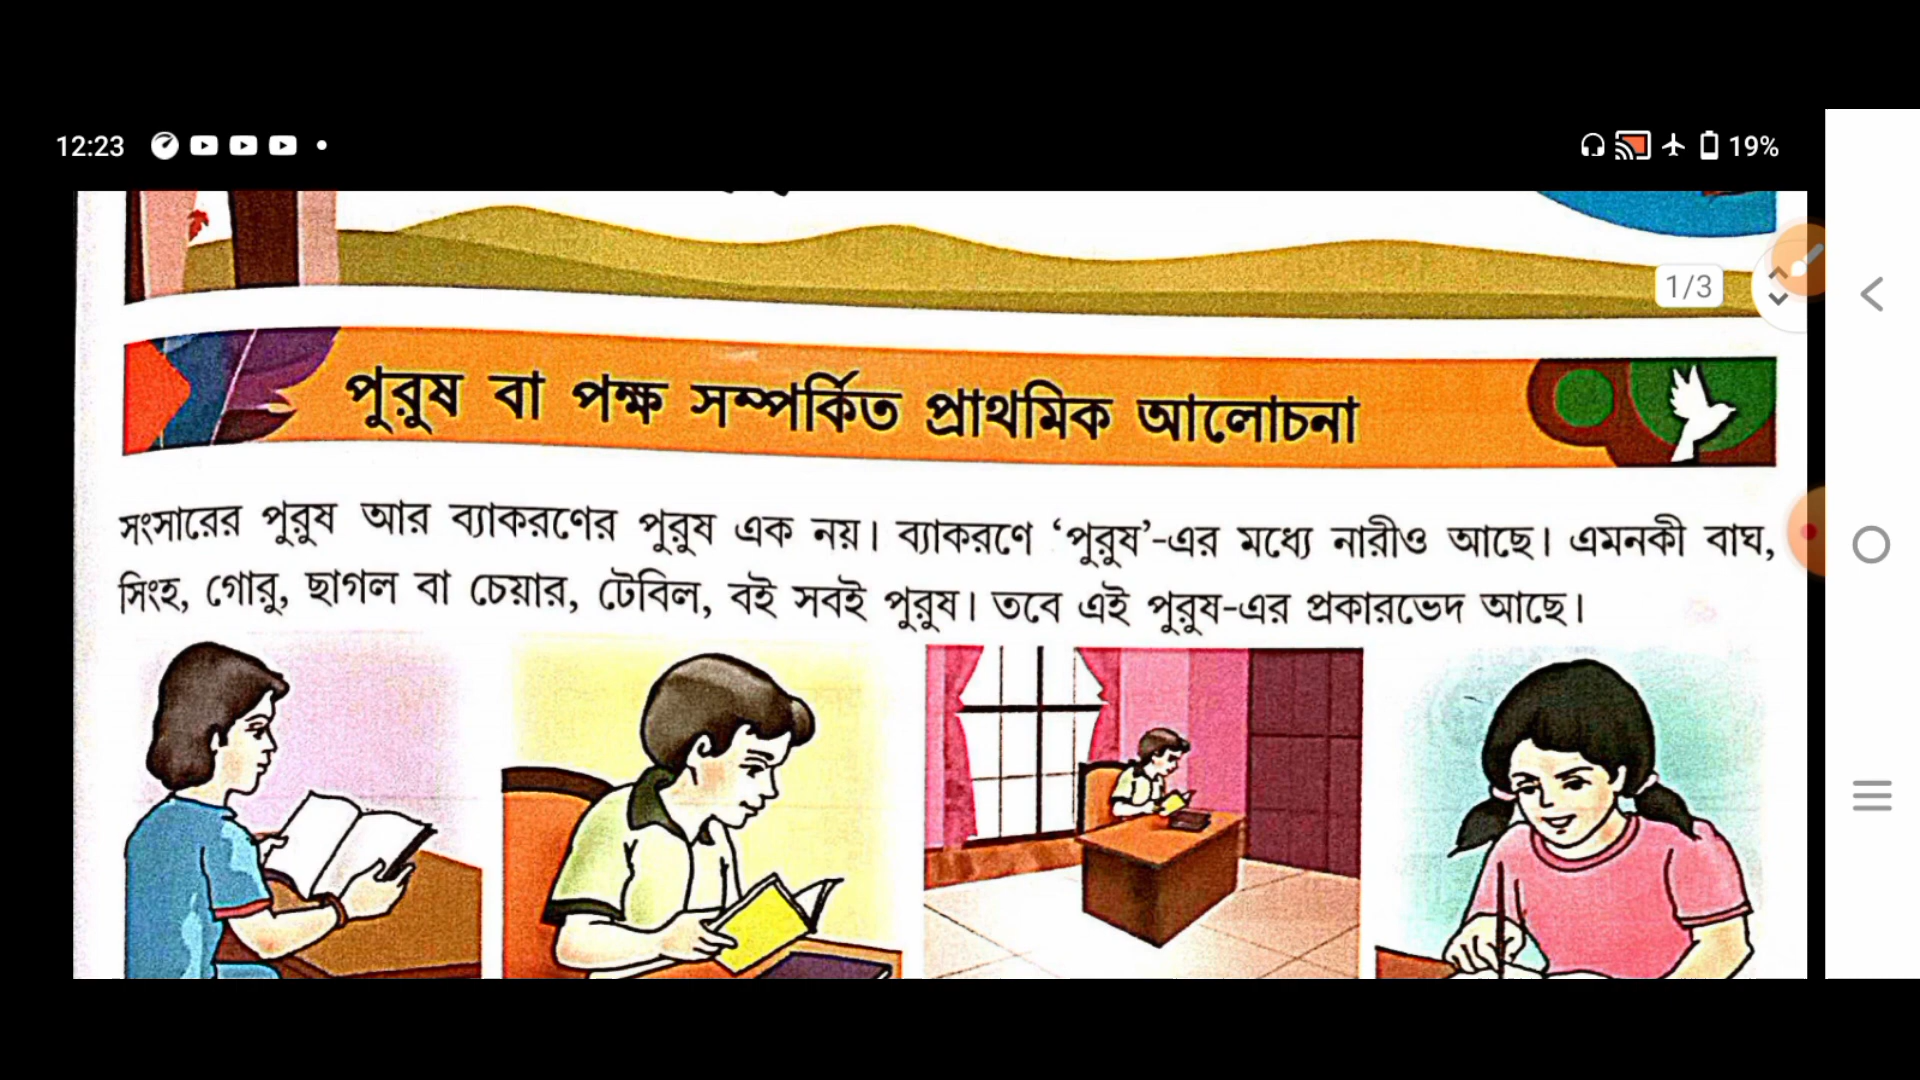 12:23
19%
1/3
পুরুষ বা পক্ষ সম্পর্কিত প্রাথমিক আলোচনা
সংসারের পুরুষ আর ব্যাকরণের পুরুষ এক নয়। ব্যাকরণে ‘পুরুষ’-এর মধ্যে নারীও আছে। এমনকী বাঘ,
সিংহ, গোরু, ছাগল বা চেয়ার, টেবিল, বই সবই পুরুষ। তবে এই পুরুষ-এর প্রকারভেদ আছে।